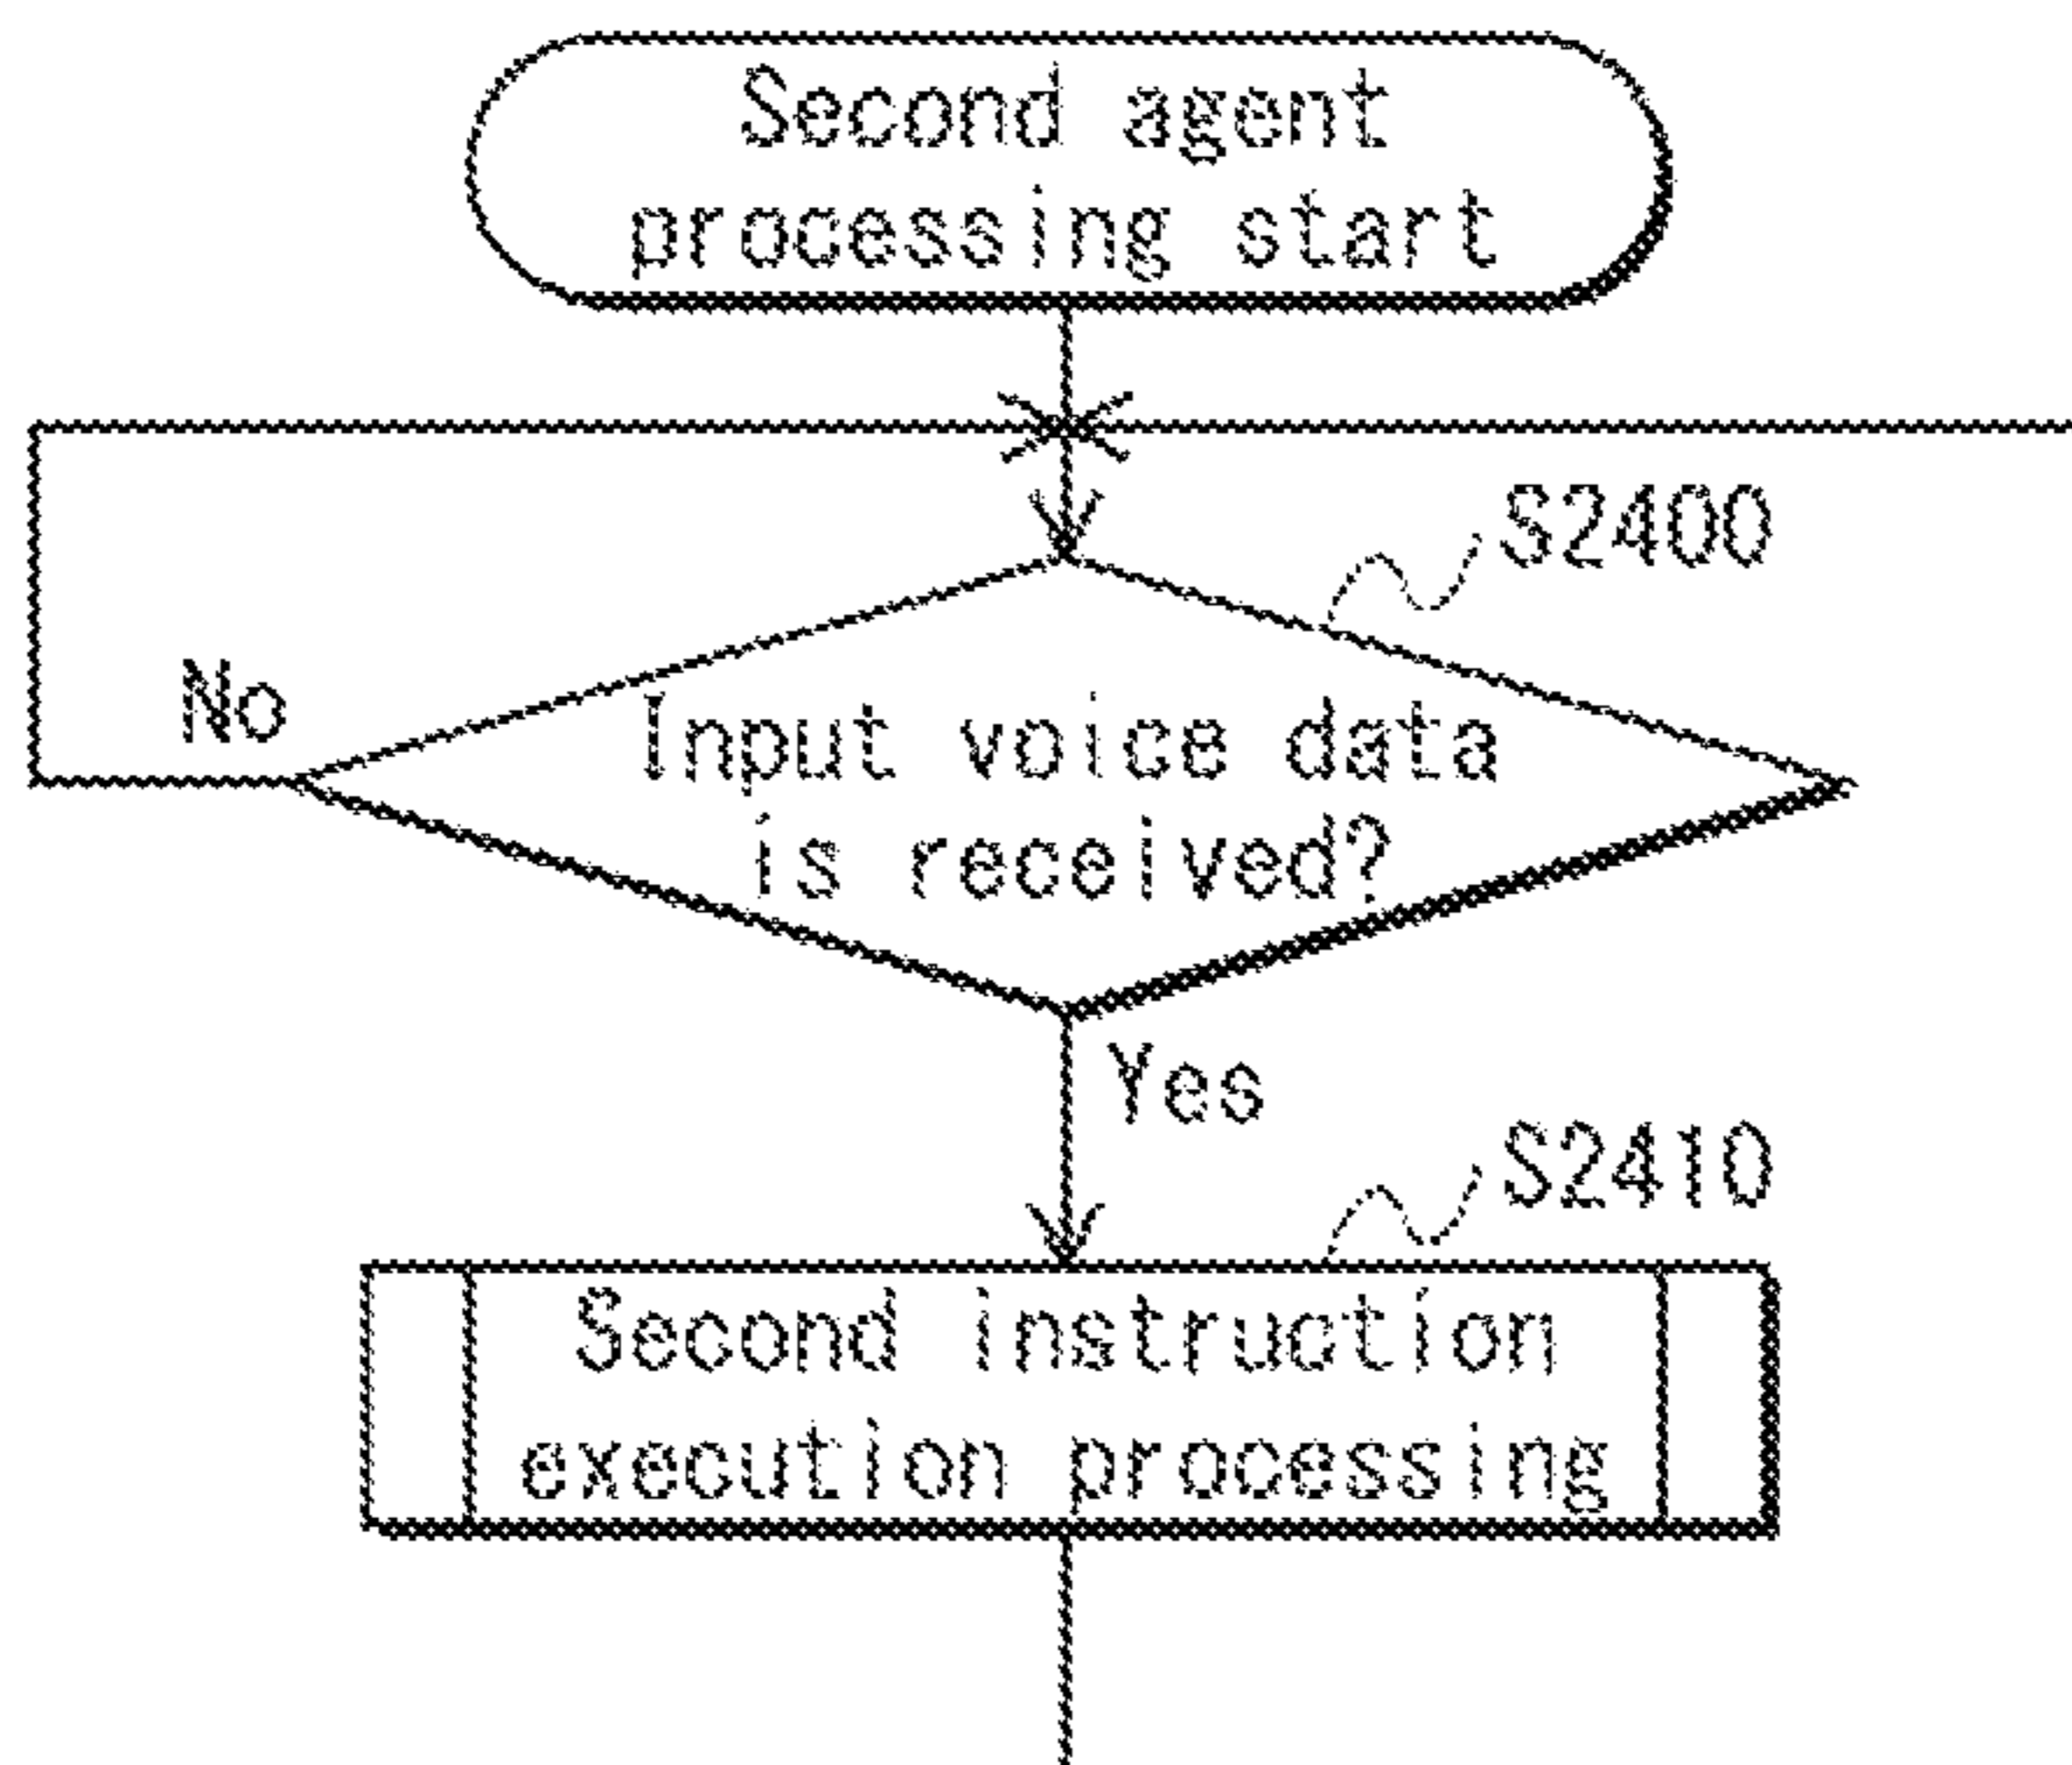 Second agent
processing start
S2400
No
Input voice data
is received?
Yes
S2410
Second instruction
execution processing